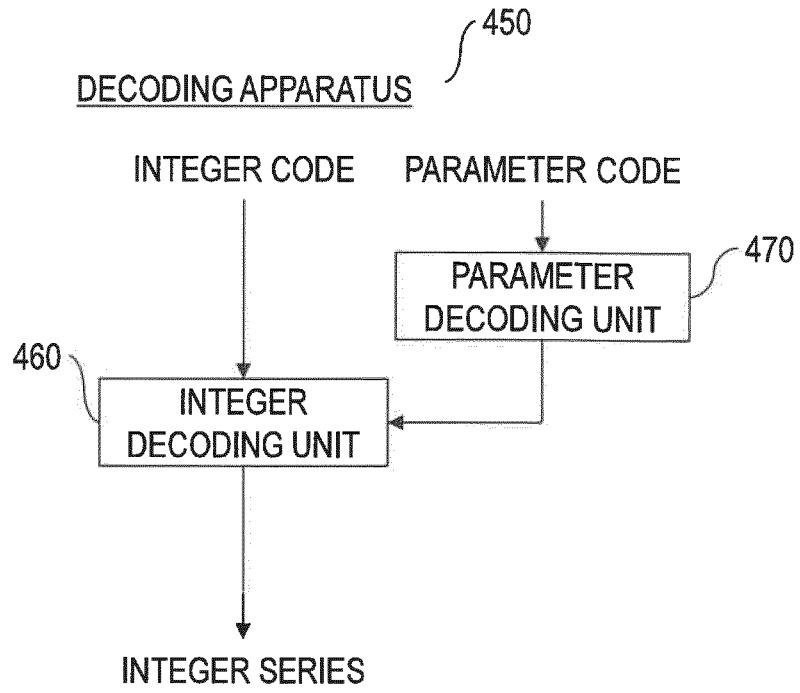 450
DECODING APPARATUS
INTEGER CODE
PARAMETER CODE
470
PARAMETER
DECODING UNIT
460
INTEGER
DECODING UNIT
INTEGER SERIES